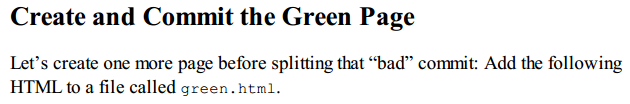 Create and Commit the Green Page
Let’s create one more page before splitting that “bad” commit: Add the following
HTML to a file called green.html.